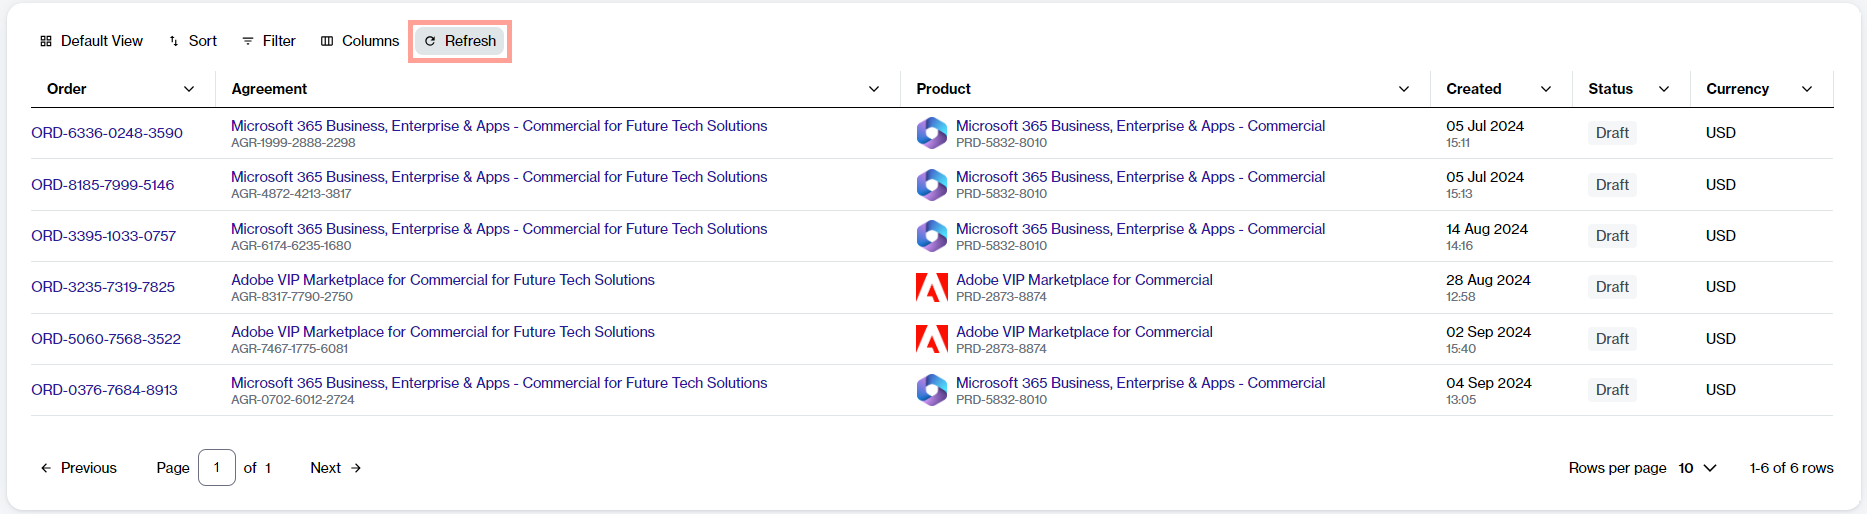 Default View Sort Filter Columns Refresh
Order Agreement Product Created Status Currency
ORD-6336-0248-3590 Microsoft 365 Business, Enterprise & Apps - Commercial for Future Tech Solutions Microsoft 365 Business, Enterprise & Apps - Commercial 05 Jul 2024 Draft USD
AGR-1999-2888-2298 PRD-5832-8010 15:11
ORD-8185-7999-5146 Microsoft 365 Business, Enterprise & Apps - Commercial for Future Tech Solutions Microsoft 365 Business, Enterprise & Apps - Commercial 05 Jul 2024 Draft USD
AGR-4872-4213-3817 PRD-5832-8010 15:13
ORD-3395-1033-0757 Microsoft 365 Business, Enterprise & Apps - Commercial for Future Tech Solutions Microsoft 365 Business, Enterprise & Apps - Commercial 14 Aug 2024 Draft USD
AGR-6174-6235-1680 PRD-5832-8010 14:16
ORD-3235-7319-7825 Adobe VIP Marketplace for Commercial for Future Tech Solutions Adobe VIP Marketplace for Commercial 28 Aug 2024 Draft USD
AGR-8317-7790-2750 PRD-2873-8874 12:58
ORD-5060-7568-3522 Adobe VIP Marketplace for Commercial for Future Tech Solutions Adobe VIP Marketplace for Commercial 02 Sep 2024 Draft USD
AGR-7467-1775-6081 PRD-2873-8874 15:40
ORD-0376-7684-8913 Microsoft 365 Business, Enterprise & Apps - Commercial for Future Tech Solutions Microsoft 365 Business, Enterprise & Apps - Commercial 04 Sep 2024 Draft USD
AGR-0702-6012-2724 PRD-5832-8010 13:05
Previous Page 1 of 1 Next Rows per page 10 1-6 of 6 rows